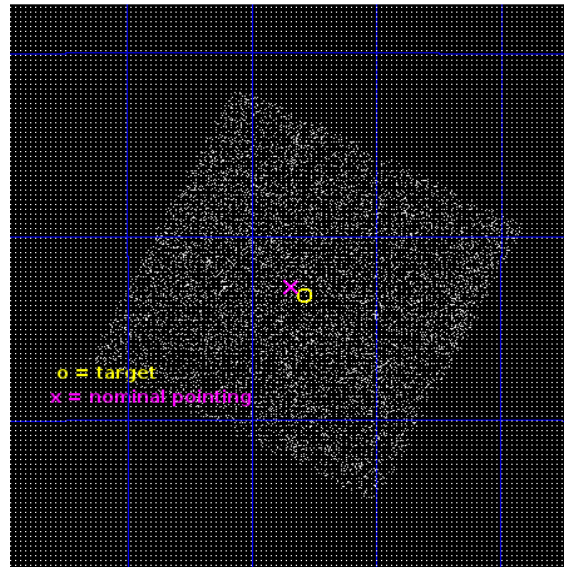 o = target
x = nominal pointing